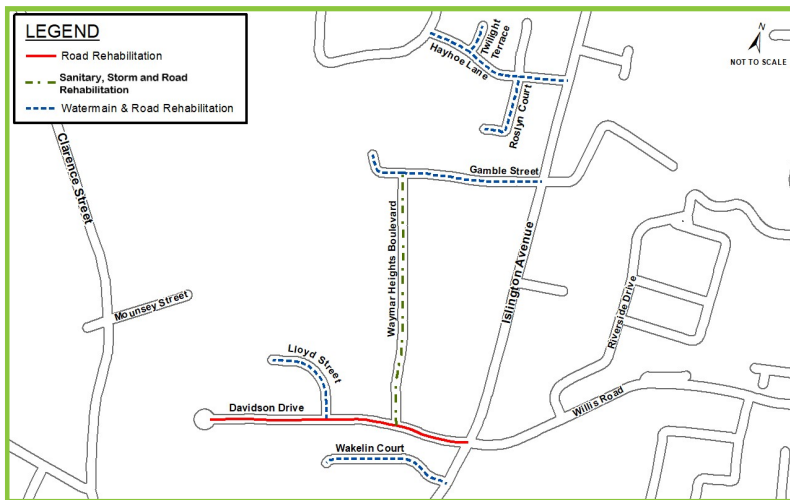 LEGEND
Road Rehabilitation
Sanitary, Storm and Road
Rehabilitation
Watermain & Road Rehabilitation
N
NOT TO SCALE
Twilight
Terrace
Hayhoe Lane
Roslyn Court
Clarence Street
Gamble Street
Waymar Heights Boulevard
Islington Avenue
Riverside Drive
Mounsey Street
Lloyd Street
Davidson Drive
Willis Road
Wakelin Court